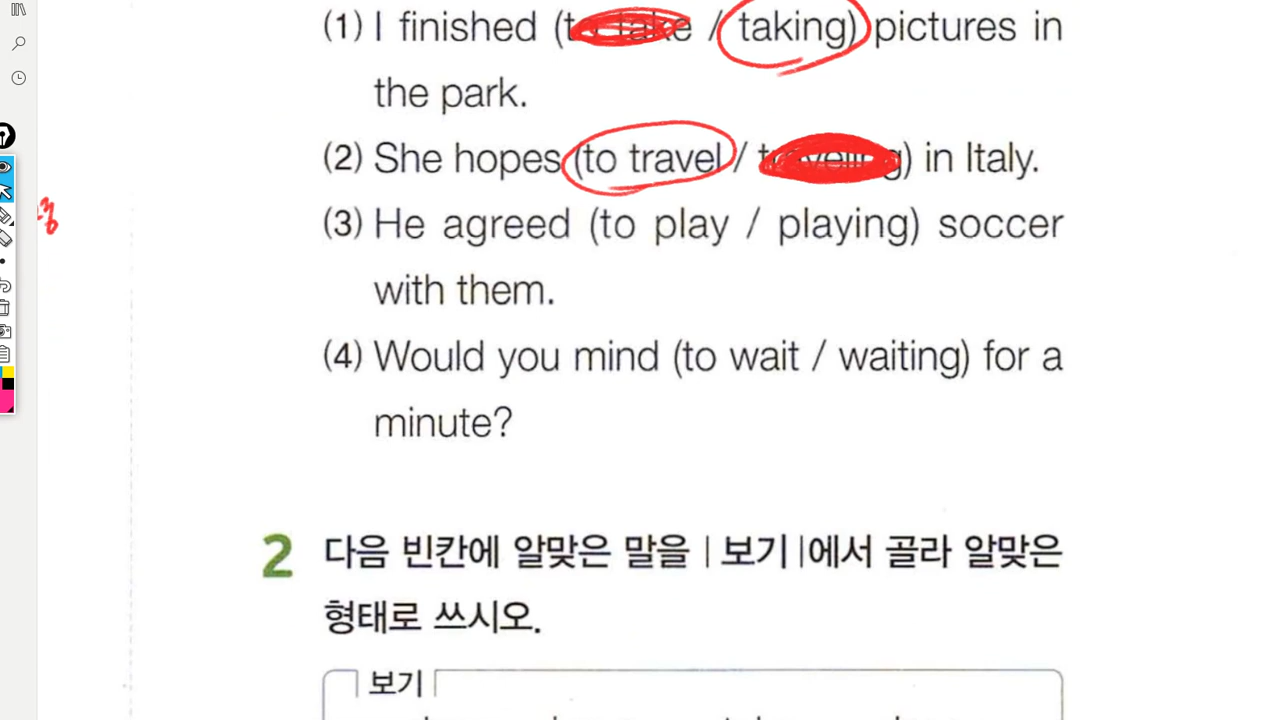 (1) I finished (to take / taking) pictures in
the park.
(2) She hopes (to travel / traveling) in Italy.
(3) He agreed (to play / playing) soccer
with them.
(4) Would you mind (to wait / waiting) for a
minute?
2 다음 빈칸에 알맞은 말을 | 보기 |에서 골라 알맞은
형태로 쓰시오.
보기